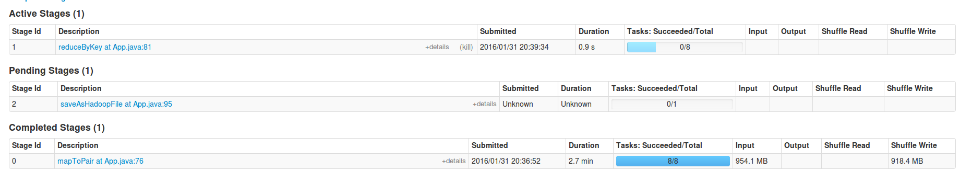 Active Stages (1)
Stage Id Description Submitted Duration Tasks: Succeeded/Total Input Output Shuffle Read Shuffle Write
1 reduceByKey at App.java:81 +details (kill) 2016/01/31 20:39:34 0.9 s 0/8
Pending Stages (1)
Stage Id Description Submitted Duration Tasks: Succeeded/Total Input Output Shuffle Read Shuffle Write
2 saveAsHadoopFile at App.java:95 +details Unknown Unknown 0/1
Completed Stages (1)
Stage Id Description Submitted Duration Tasks: Succeeded/Total Input Output Shuffle Read Shuffle Write
0 mapToPair at App.java:76 +details 2016/01/31 20:36:52 2.7 min 8/8 954.1 MB 918.4 MB